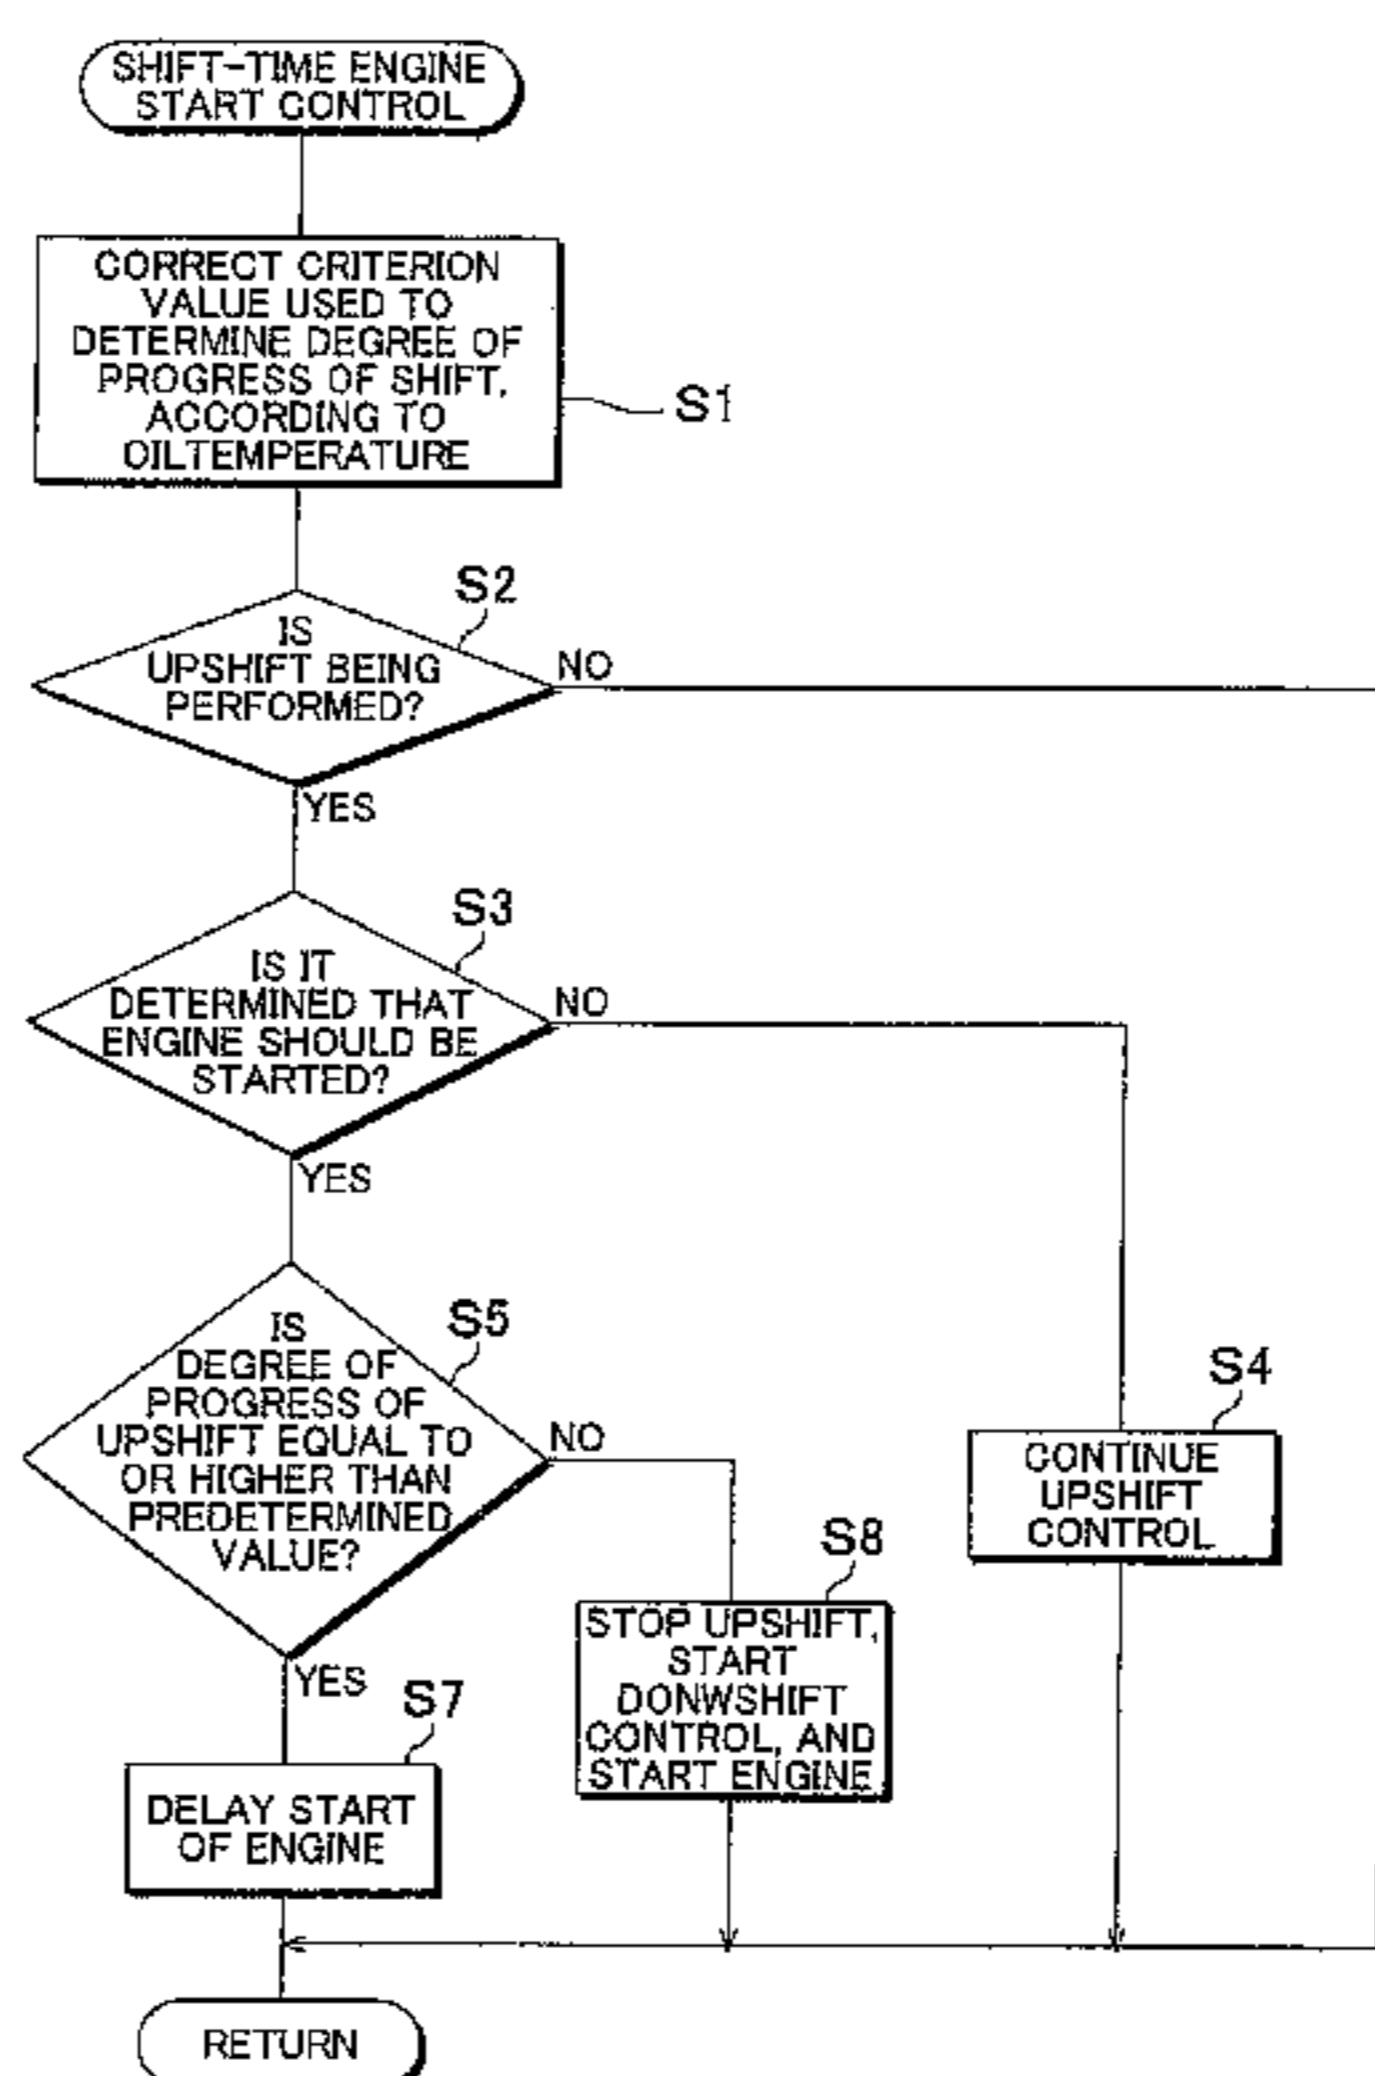 SHIFT-TIME ENGINE
START CONTROL
CORRECT CRITERION
VALUE USED TO
DETERMINE DEGREE OF
PROGRESS OF SHIFT,
ACCORDING TO
OILTEMPERATURE
S1
S2
IS
UPSHIFT BEING
PERFORMED?
NO
YES
S3
IS IT
DETERMINED THAT
ENGINE SHOULD BE
STARTED?
NO
YES
S5
IS
DEGREE OF
PROGRESS OF
UPSHIFT EQUAL TO
OR HIGHER THAN
PREDETERMINED
VALUE?
NO
YES
S4
CONTINUE
UPSHIFT
CONTROL
S8
STOP UPSHIFT,
START
DONWSHIFT
CONTROL, AND
START ENGINE
S7
DELAY START
OF ENGINE
RETURN